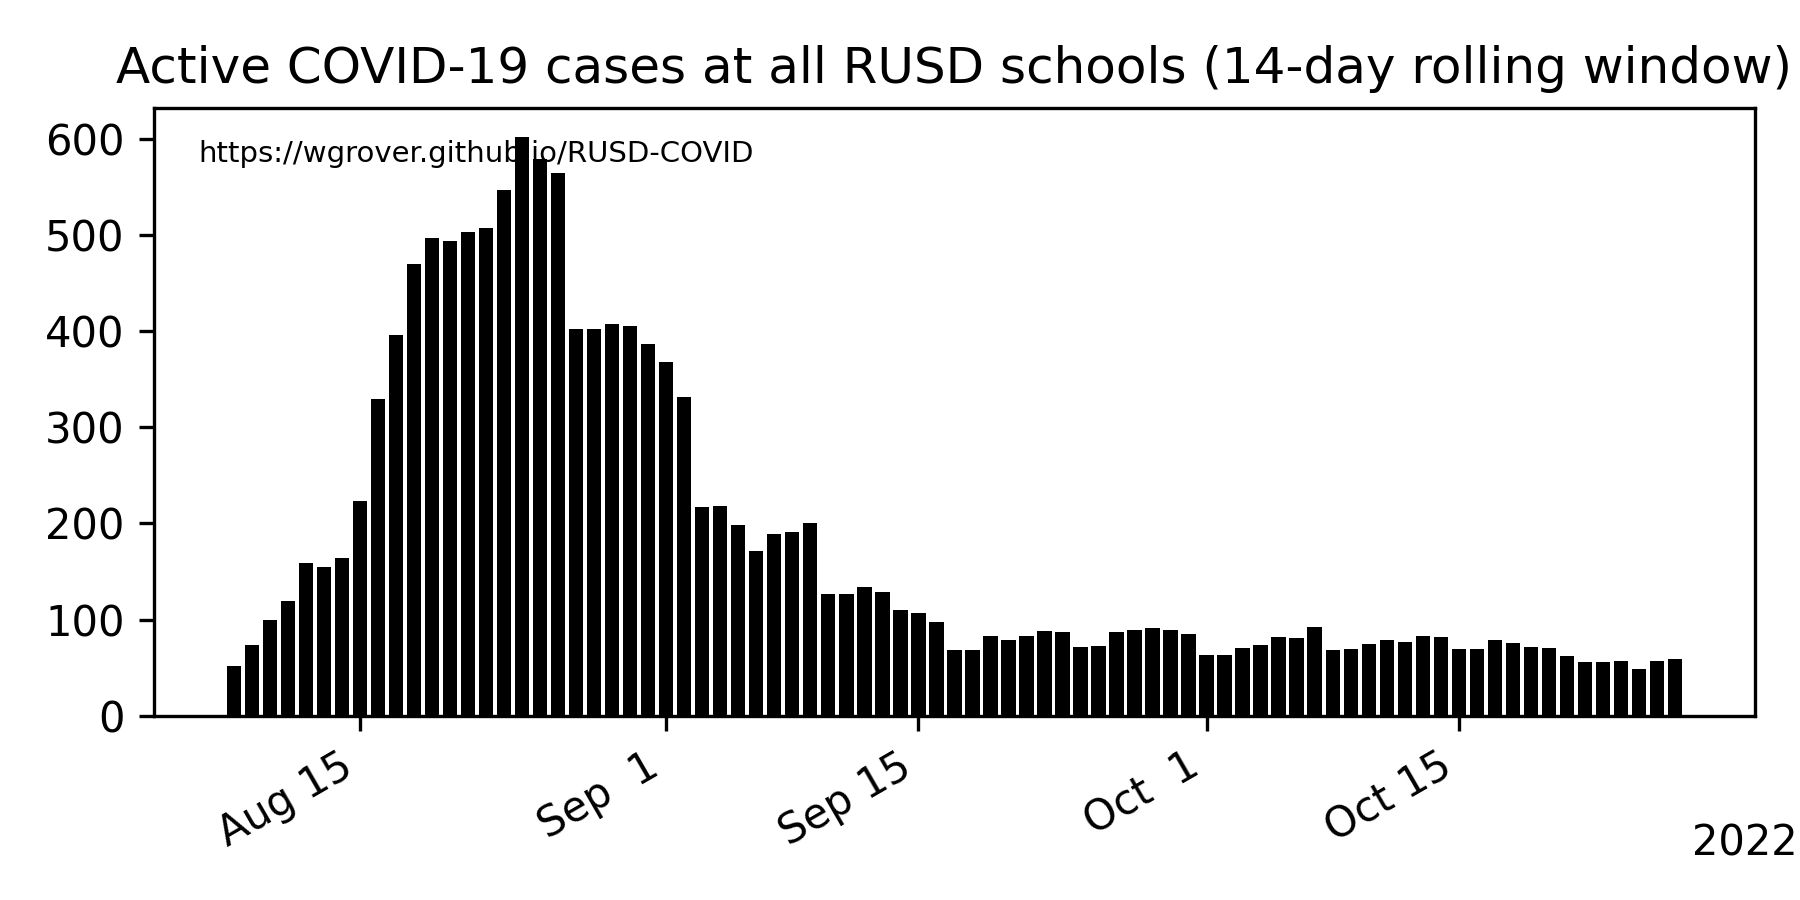 Active COVID-19 cases at all RUSD schools (14-day rolling window)
https://wgrover.github.io/RUSD-COVID
600
500
400
300
200
100
0
Aug 15
Sep 1
Sep 15
Oct 1
Oct 15
2022